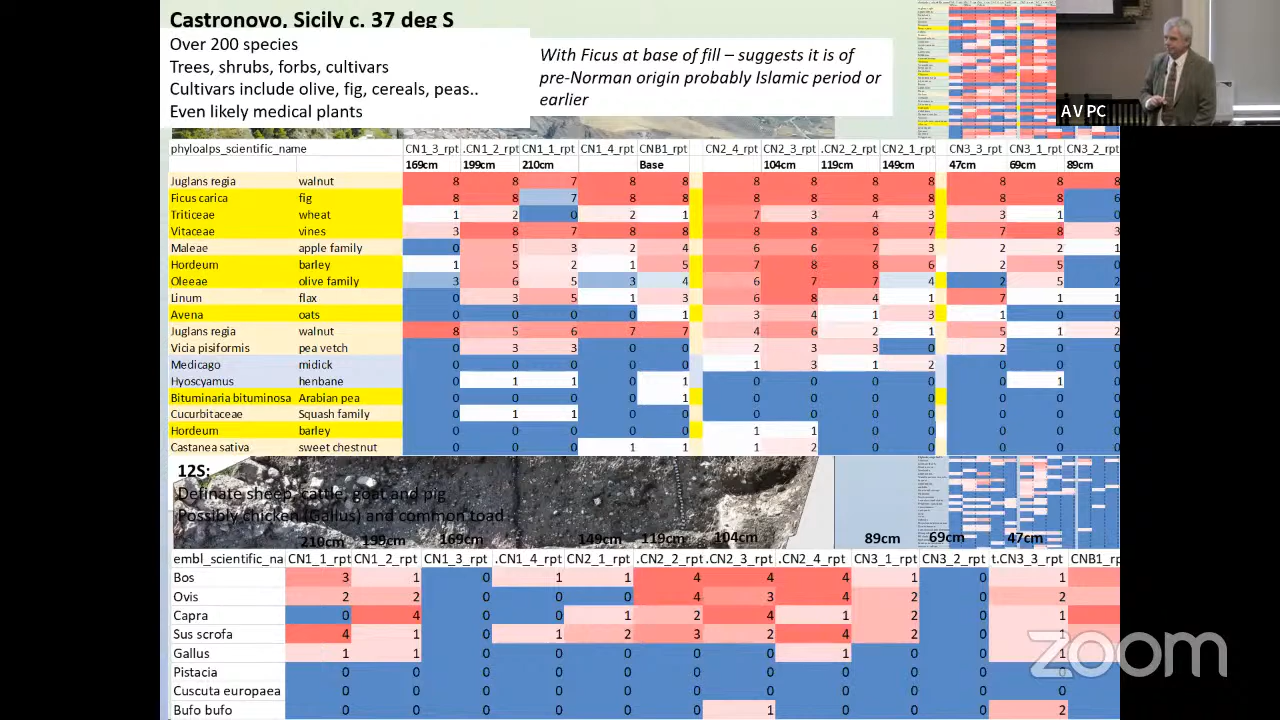 Castronovo, Sicily c. 37 deg S
Over 200 species
Trees, shrubs, forbs, cultivars
Cultivars include olive, fig, cereals, peas..
Even likely medical plants
(with Frequency of pig suggests it is of
pre-Norman own period) Islamic period or
earlier
A V PC
phyloalps scientific_name CN1_3_rpt .CN1_2_rpt CN1_1_rpt .CN1_4_rpt CNB1_rpt CN2_4_rpt CN2_3_rpt .CN2_2_rpt CN2_1_rpt CN3_3_rpt CN3_1_rpt CN3_2_rpt
169cm 199cm 210cm Base 104cm 119cm 149cm 47cm 69cm 89cm
Juglans regia walnut 8 8 7 8 8 8 8 8 8 8 8 8
Ficus carica fig 8 8 7 8 8 8 8 8 8 8 8 6
Triticeae wheat 1 2 0 2 1 7 3 4 3 3 1 0
Vitaceae vines 3 8 7 8 8 8 8 8 7 7 8 3
Maleae apple family 0 5 3 2 4 6 6 7 3 2 2 1
Hordeum barley 1 5 2 1 5 7 8 8 6 2 5 0
Oleeae olive family 3 6 5 3 4 6 7 7 4 2 5 2
Linum flax 0 3 5 1 3 6 8 4 1 7 1 1
Avena oats 0 0 0 0 1 3 4 1 3 1 0 0
Juglans regia walnut 8 5 6 7 7 4 6 2 1 5 1 2
Vicia pisiformis pea vetch 0 3 3 0 0 2 3 3 0 2 0 0
Medicago midick 0 0 0 0 0 1 3 1 2 0 0 0
Hyoscyamus henbane 0 1 1 0 1 0 0 0 0 0 1 0
Bituminaria bituminosa Arabian pea 0 0 0 0 1 0 0 0 0 0 0 0
Cucurbitaceae Squash family 0 1 1 0 0 0 0 0 0 0 0 0
Hordeum barley 0 0 0 0 0 1 1 0 0 0 0 0
Castanea sativa sweet chestnut 0 0 0 1 1 0 2 0 0 0 0 0
12S:
Definite sheep, cattle, goat and pig
Possible chicken (Gallus) and common
210cm 199cm 169cm 149cm 119cm 104cm 89cm 69cm 47cm
embl_scientific_na CN1_2_rpt CN1_3_rpt .CN1_4_rpt CN2_1_rpt .CN2_2_rpt CN2_3_rpt CN2_4_rpt CN3_1_rpt CN3_2_rpt t.CN3_3_rpt CNB1_rp
Bos 3 1 0 1 1 4 4 4 1 0 1
Ovis 2 2 0 0 0 4 3 4 2 0 2
Capra 0 4 0 0 1 2 4 1 2 0 1
Sus scrofa 4 1 0 1 2 3 2 4 2 0 1
Gallus 1 1 0 0 0 0 0 1 0 0 1
Pistacia 0 0 0 0 0 0 0 0 0 0 0
Cuscuta europaea 0 0 0 0 0 0 0 0 0 0 0
Bufo bufo 0 0 0 0 0 0 1 0 0 0 2
zoom